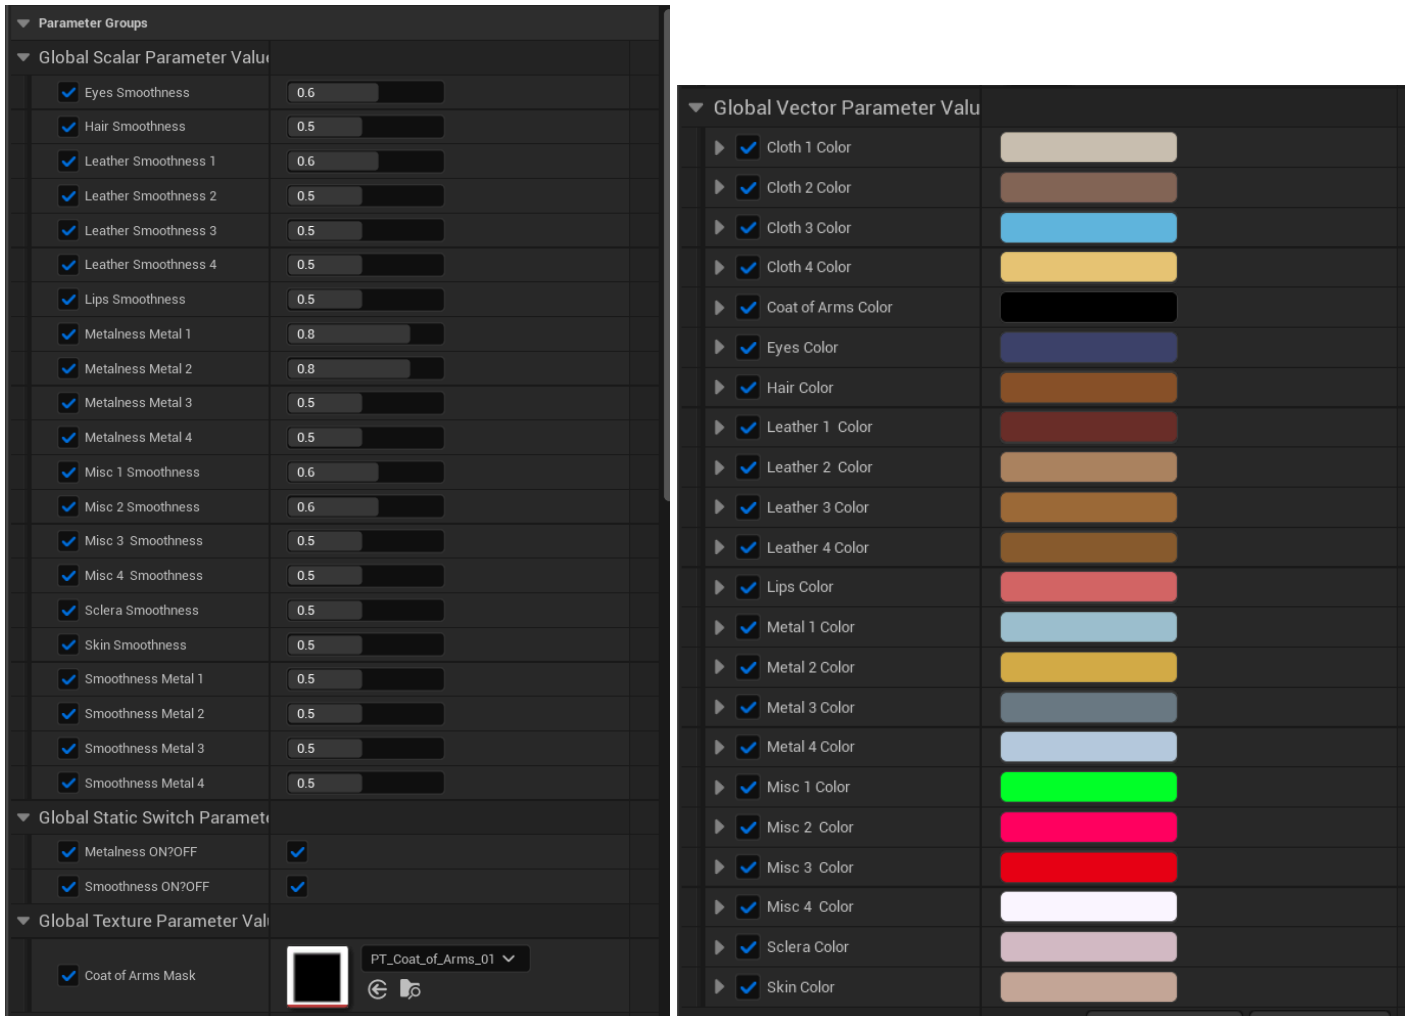 Parameter Groups
Global Scalar Parameter Valu
Eyes Smoothness 0.6
Hair Smoothness 0.5
Leather Smoothness 1 0.6
Leather Smoothness 2 0.5
Leather Smoothness 3 0.5
Leather Smoothness 4 0.5
Lips Smoothness 0.5
Metalness Metal 1 0.8
Metalness Metal 2 0.8
Metalness Metal 3 0.5
Metalness Metal 4 0.5
Misc 1 Smoothness 0.6
Misc 2 Smoothness 0.6
Misc 3 Smoothness 0.5
Misc 4 Smoothness 0.5
Sclera Smoothness 0.5
Skin Smoothness 0.5
Smoothness Metal 1 0.5
Smoothness Metal 2 0.5
Smoothness Metal 3 0.5
Smoothness Metal 4 0.5
Global Static Switch Paramet
Metalness ON?OFF
Smoothness ON?OFF
Global Texture Parameter Val
Coat of Arms Mask PT_Coat_of_Arms_01
Global Vector Parameter Valu
Cloth 1 Color
Cloth 2 Color
Cloth 3 Color
Cloth 4 Color
Coat of Arms Color
Eyes Color
Hair Color
Leather 1 Color
Leather 2 Color
Leather 3 Color
Leather 4 Color
Lips Color
Metal 1 Color
Metal 2 Color
Metal 3 Color
Metal 4 Color
Misc 1 Color
Misc 2 Color
Misc 3 Color
Misc 4 Color
Sclera Color
Skin Color